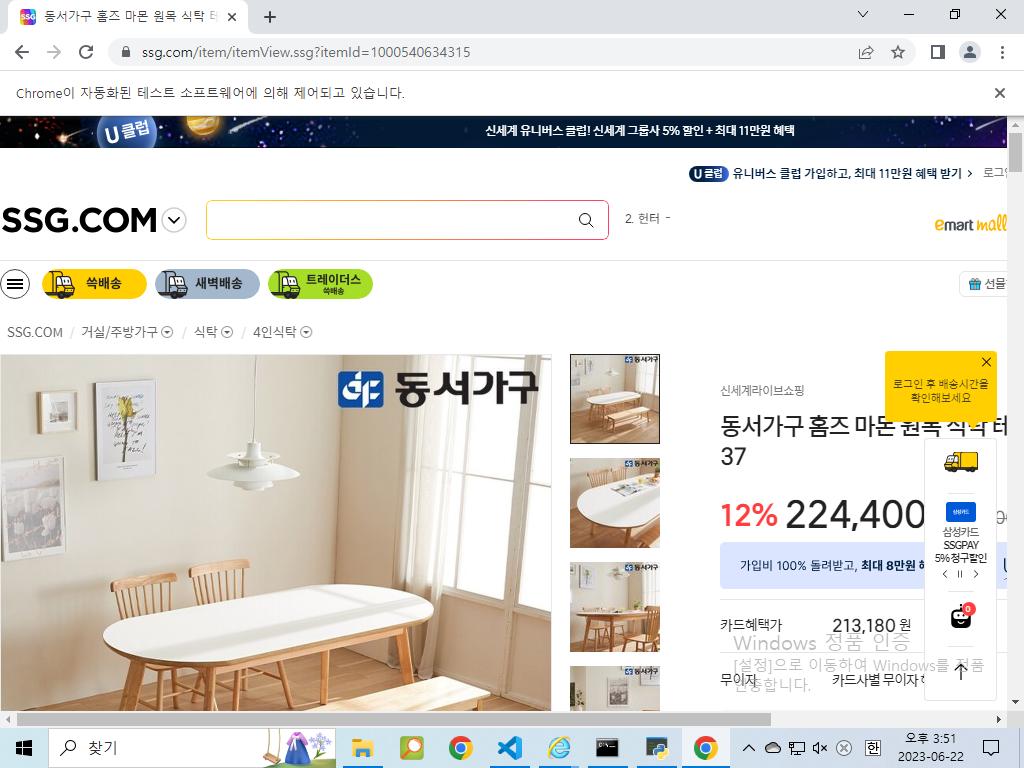 동서가구 홈즈 마몬 원목 식탁 테
ssg.com/item/itemView.ssg?itemId=1000540634315
Chrome이 자동화된 테스트 소프트웨어에 의해 제어되고 있습니다.
U 클럽
신세계 유니버스 클럽! 신세계 그룹사 5% 할인 + 최대 11만원 혜택
U 클럽 유니버스 클럽 가입하고, 최대 11만원 혜택 받기 >
로그인
SSG.COM
2. 헌터 -
emart mall
쓱배송
새벽배송
트레이더스
쓱배송
선물
SSG.COM / 거실/주방가구 / 식탁 / 4인식탁
동서가구
로그인 후 배송시간을
확인해보세요
신세계라이브쇼핑
동서가구 홈즈 마몬 원목 식탁 테
37
12% 224,400
삼성카드
삼성카드
SSGPAY
5% 청구할인
가입비 100% 돌려받고, 최대 8만원 혜
카드혜택가 213,180 원
0
Windows 정품 인증
[설정]으로 이동하여 Windows를 정품
인증합니다.
무이자 카드사별 무이자 혜
찾기
한
오후 3:51
2023-06-22